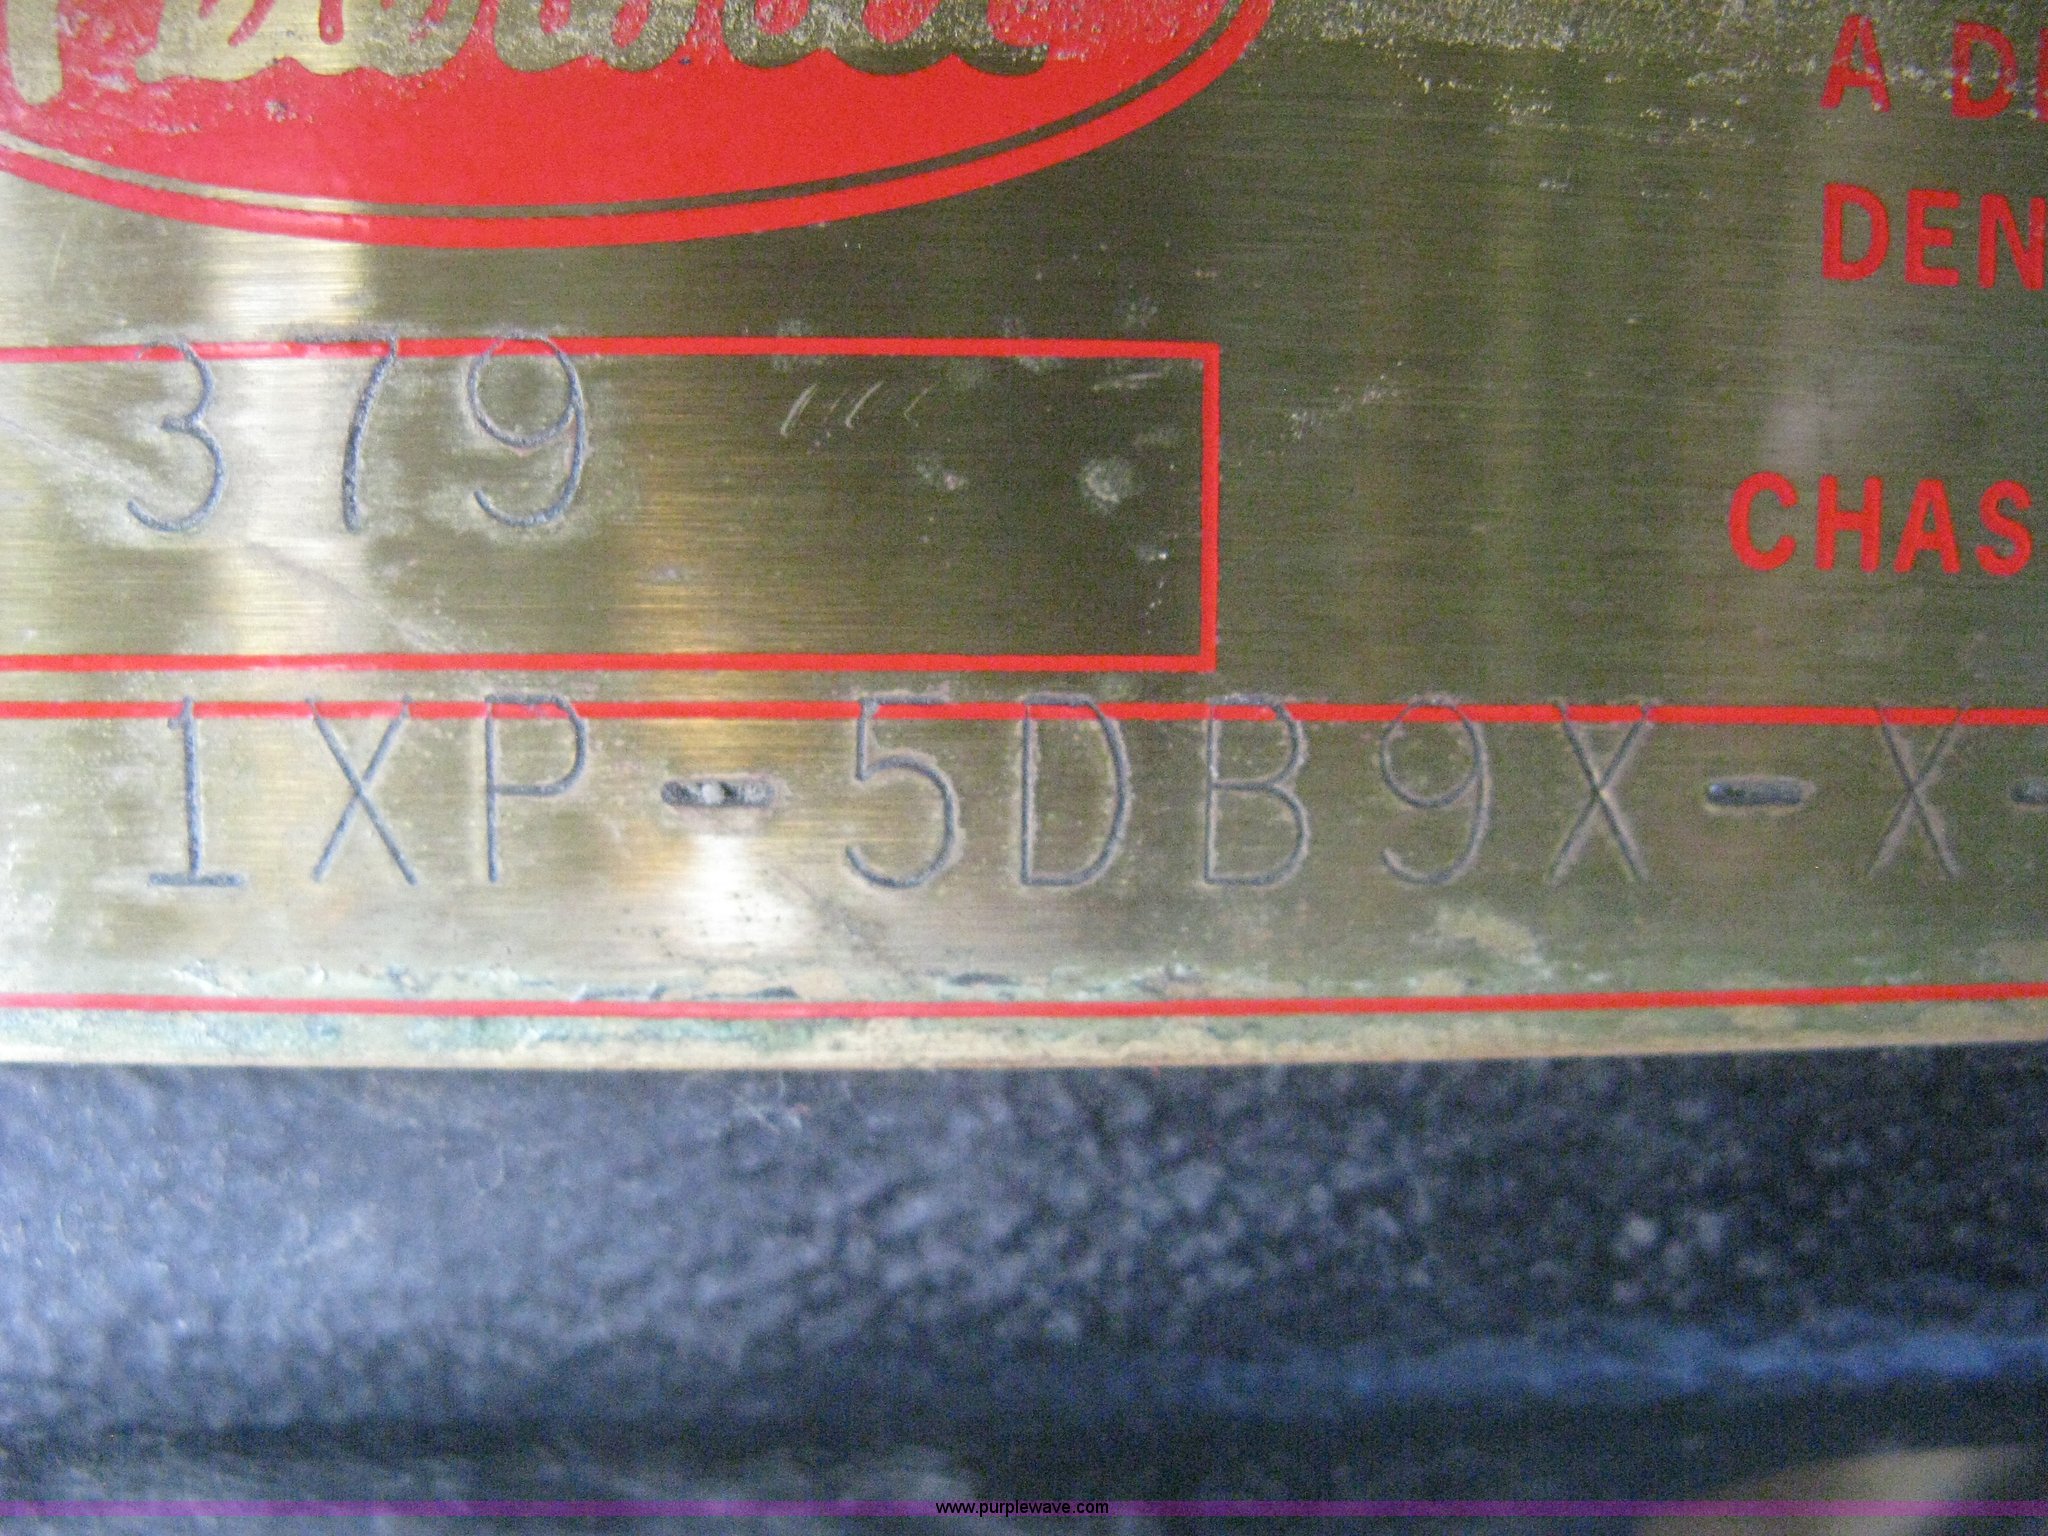 A D
DEN
379
CHAS
1XP-5DB9X-X-
www.purplewave.com